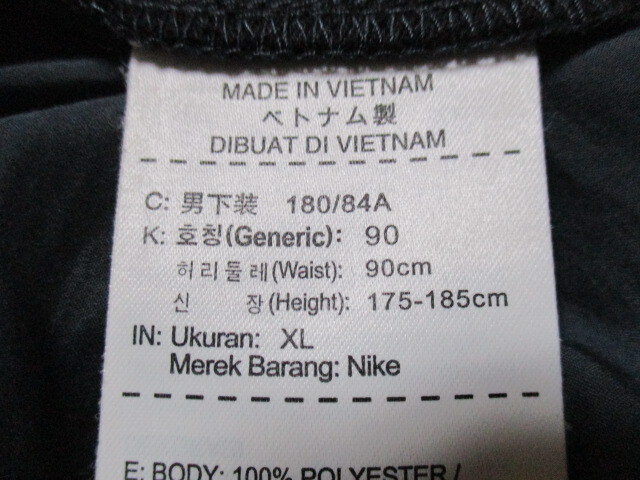 MADE IN VIETNAM
ベトナム製
DIBUAT DI VIETNAM
C: 男下装 180/84A
K: 호칭(Generic): 90
허리둘레(Waist): 90cm
신 장(Height): 175-185cm
IN: Ukuran: XL
Merek Barang: Nike
E: BODY: 100% POLYESTER /